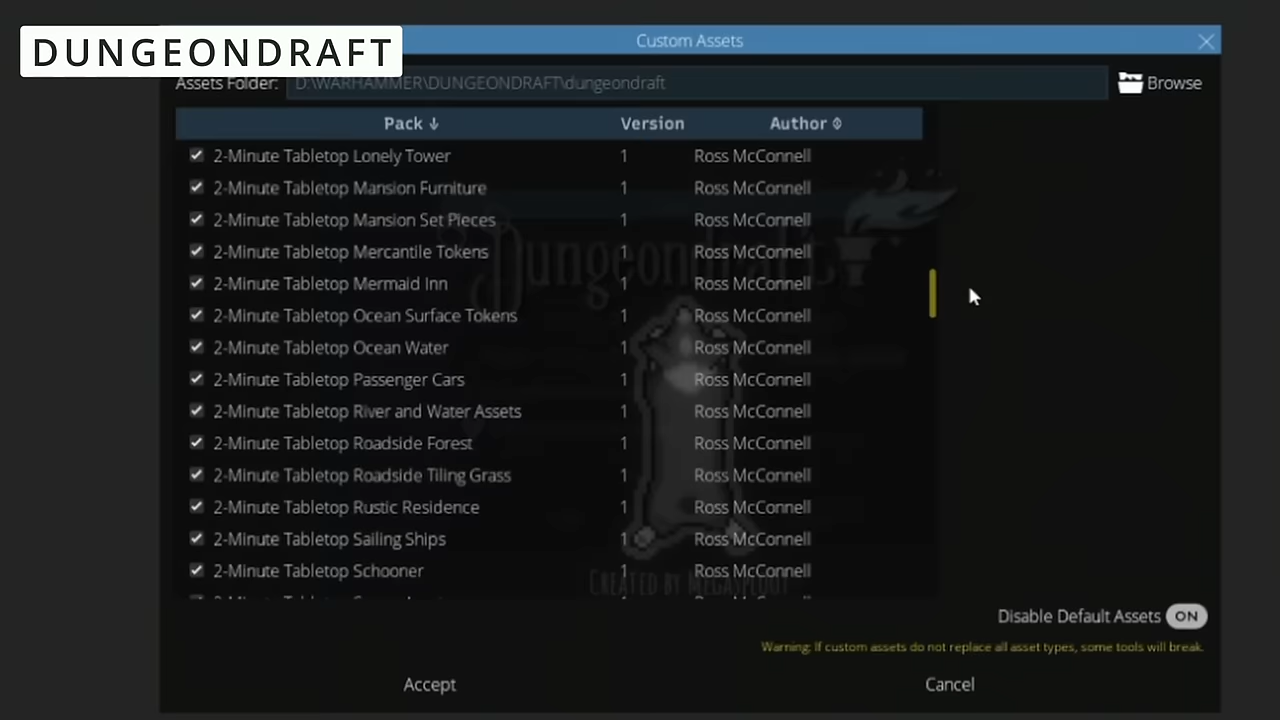 DUNGEONDRAFT
Custom Assets
Assets Folder: D:\WARHAMMER\DUNGEONDRAFT\dungeondraft Browse
Pack Version Author
2-Minute Tabletop Lonely Tower 1 Ross McConnell
2-Minute Tabletop Mansion Furniture 1 Ross McConnell
2-Minute Tabletop Mansion Set Pieces 1 Ross McConnell
2-Minute Tabletop Mercantile Tokens 1 Ross McConnell
2-Minute Tabletop Mermaid Inn 1 Ross McConnell
2-Minute Tabletop Ocean Surface Tokens 1 Ross McConnell
2-Minute Tabletop Ocean Water 1 Ross McConnell
2-Minute Tabletop Passenger Cars 1 Ross McConnell
2-Minute Tabletop River and Water Assets 1 Ross McConnell
2-Minute Tabletop Roadside Forest 1 Ross McConnell
2-Minute Tabletop Roadside Tiling Grass 1 Ross McConnell
2-Minute Tabletop Rustic Residence 1 Ross McConnell
2-Minute Tabletop Sailing Ships 1 Ross McConnell
2-Minute Tabletop Schooner 1 Ross McConnell
Dungeondraft
Created by Megasploot
Disable Default Assets ON
Warning: If custom assets do not replace all asset types, some tools will break.
Accept Cancel